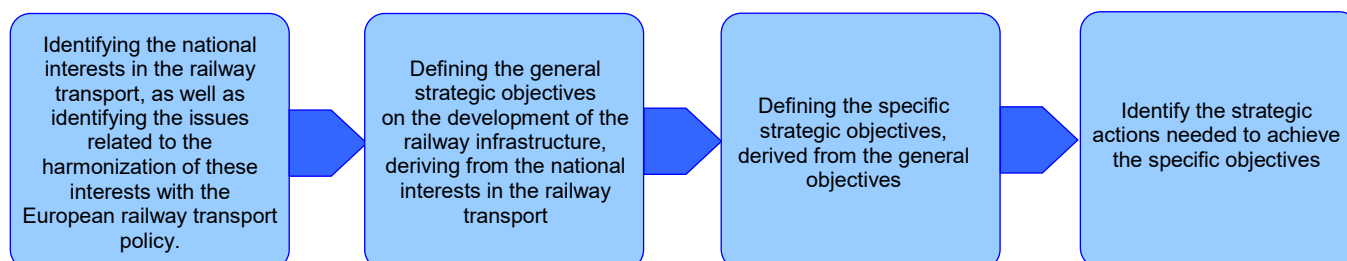 Identifying the national
interests in the railway
transport, as well as
identifying the issues
related to the
harmonization of these
interests with the
European railway transport
policy.
Defining the general
strategic objectives
on the development of the
railway infrastructure,
deriving from the national
interests in the railway
transport
Defining the specific
strategic objectives,
derived from the general
objectives
Identify the strategic
actions needed to achieve
the specific objectives